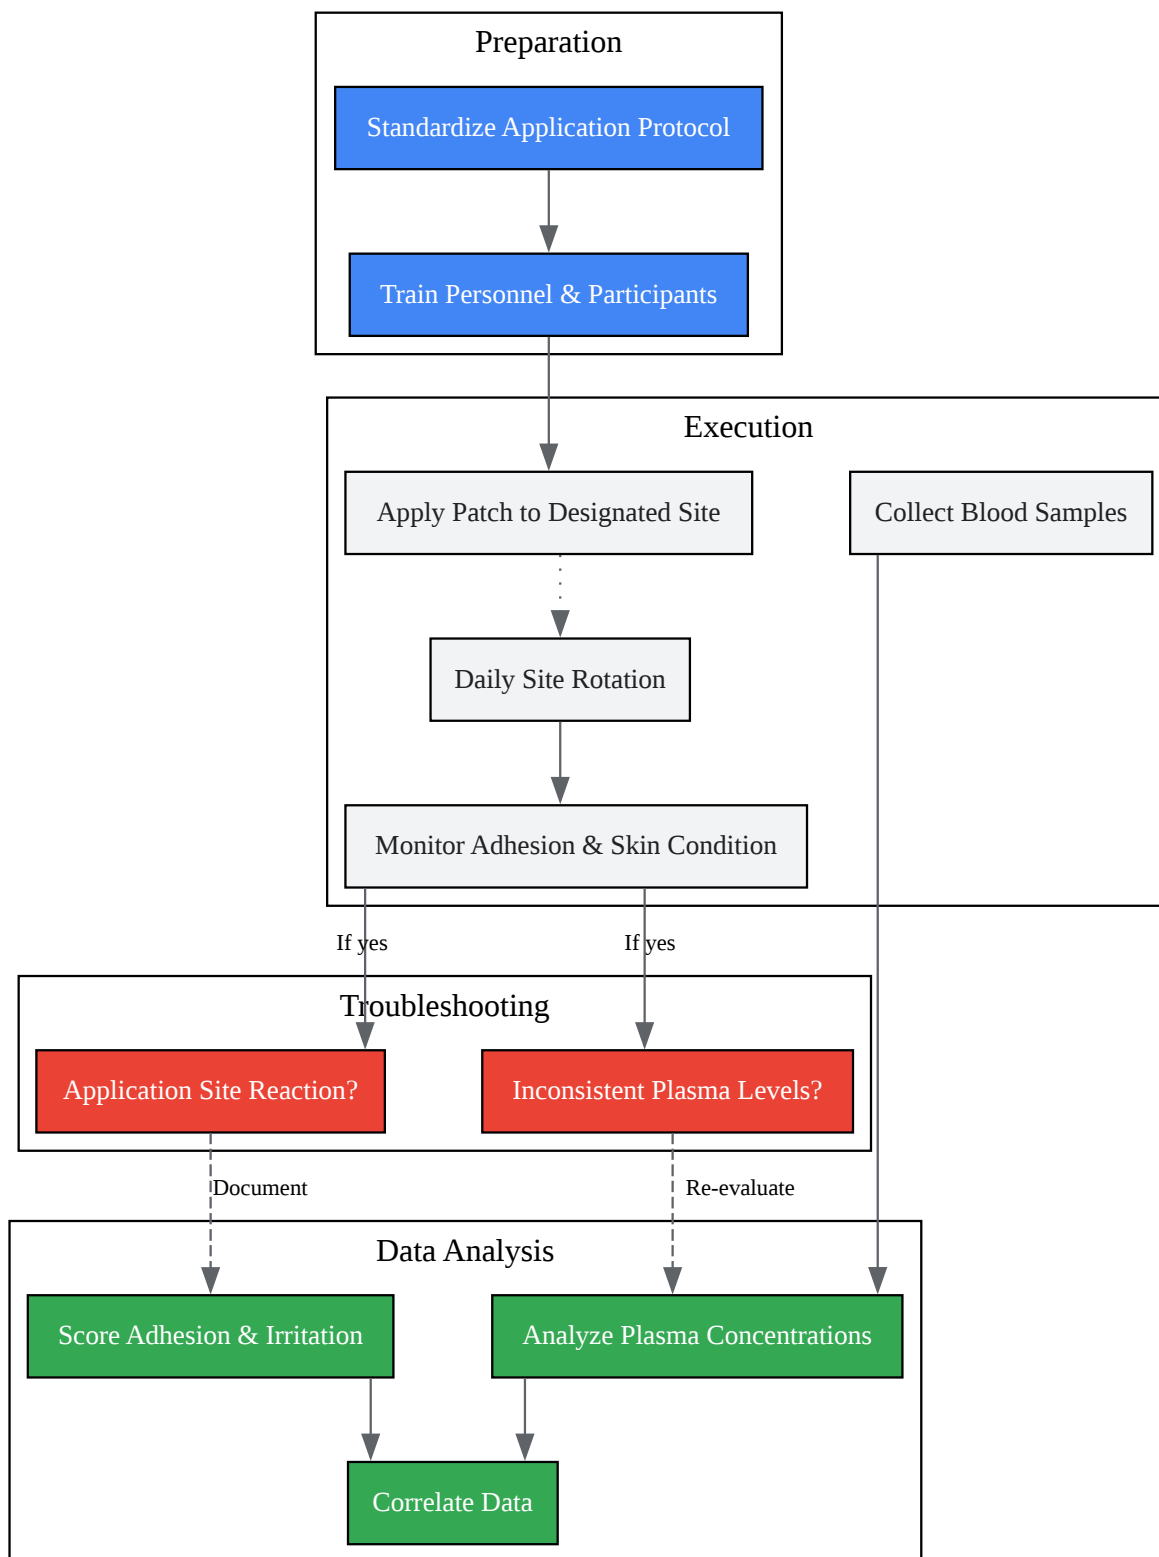 Preparation
Standardize Application Protocol
Train Personnel & Participants
Execution
Apply Patch to Designated Site
Collect Blood Samples
Daily Site Rotation
Monitor Adhesion & Skin Condition
If yes
If yes
Troubleshooting
Application Site Reaction?
Inconsistent Plasma Levels?
Document
Re-evaluate
Data Analysis
Score Adhesion & Irritation
Analyze Plasma Concentrations
Correlate Data